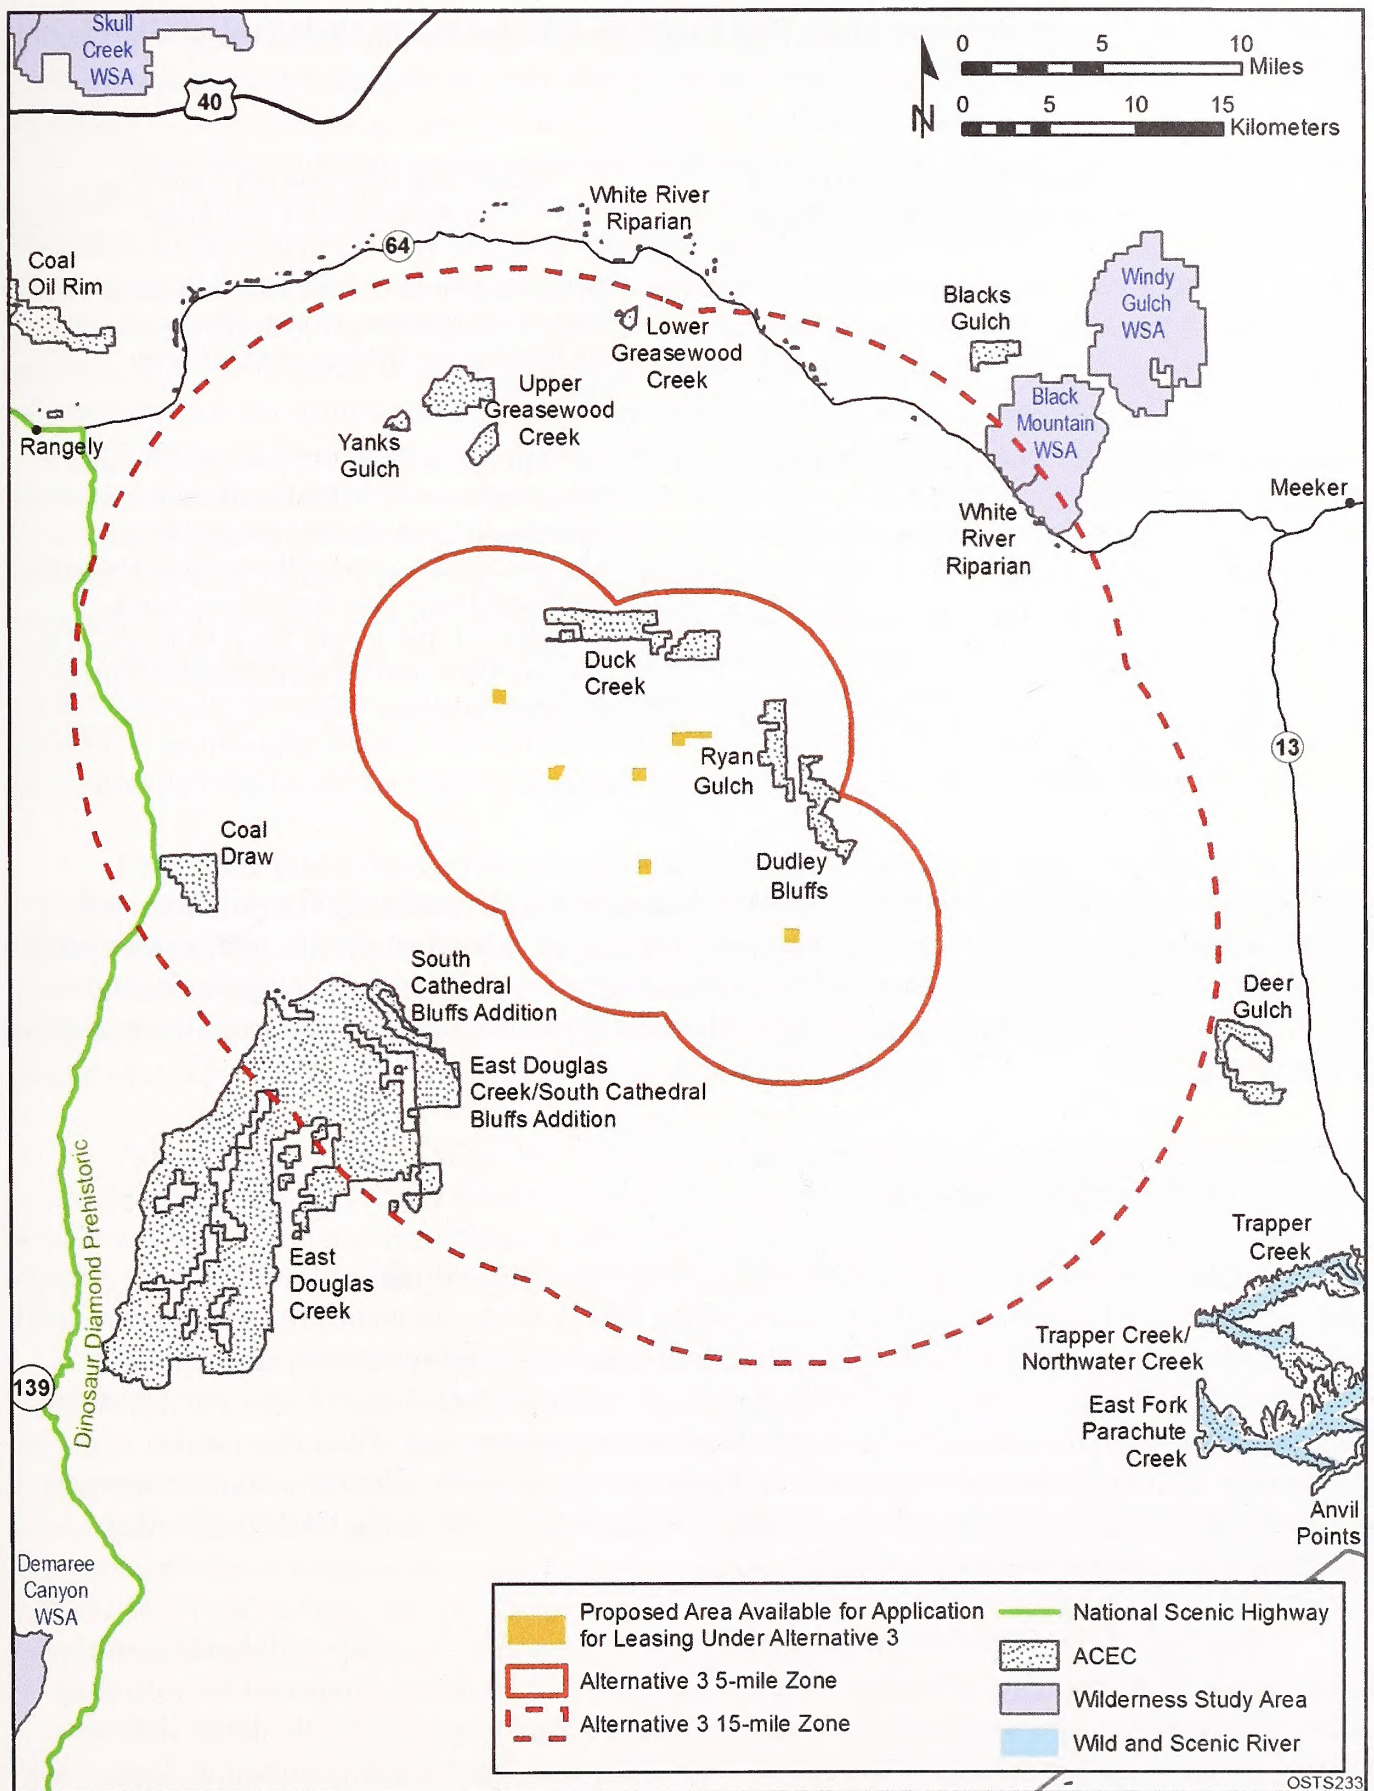 Skull
Creek
WSA
40
0 5 10
Miles
0 5 10 15
Kilometers
N
White River
Riparian
64
Coal
Oil Rim
Windy
Gulch
WSA
Blacks
Gulch
Lower
Greasewood
Creek
Upper
Greasewood
Creek
Black
Mountain
WSA
Yanks
Gulch
Rangely
Meeker
White
River
Riparian
Duck
Creek
Ryan
Gulch
13
Coal
Draw
Dudley
Bluffs
South
Cathedral
Bluffs Addition
Deer
Gulch
East Douglas
Creek/South Cathedral
Bluffs Addition
Dinosaur Diamond Prehistoric
East
Douglas
Creek
Trapper
Creek
Trapper Creek/
Northwater Creek
139
East Fork
Parachute
Creek
Anvil
Points
Demaree
Canyon
WSA
Proposed Area Available for Application
for Leasing Under Alternative 3
Alternative 3 5-mile Zone
Alternative 3 15-mile Zone
National Scenic Highway
ACEC
Wilderness Study Area
Wild and Scenic River
OSTS233